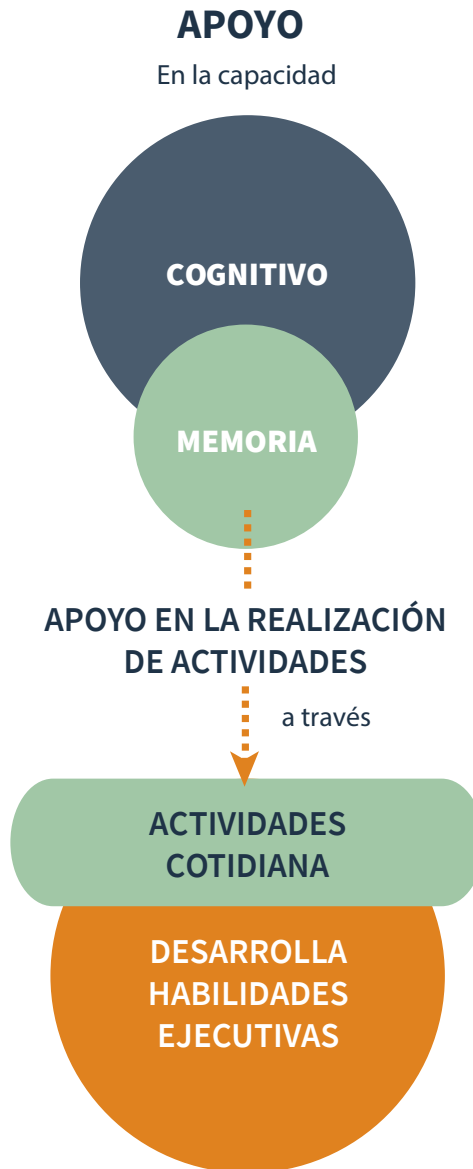 APOYO
En la capacidad
COGNITIVO
MEMORIA
APOYO EN LA REALIZACIÓN
DE ACTIVIDADES
a través
ACTIVIDADES
COTIDIANA
DESARROLLA
HABILIDADES
EJECUTIVAS